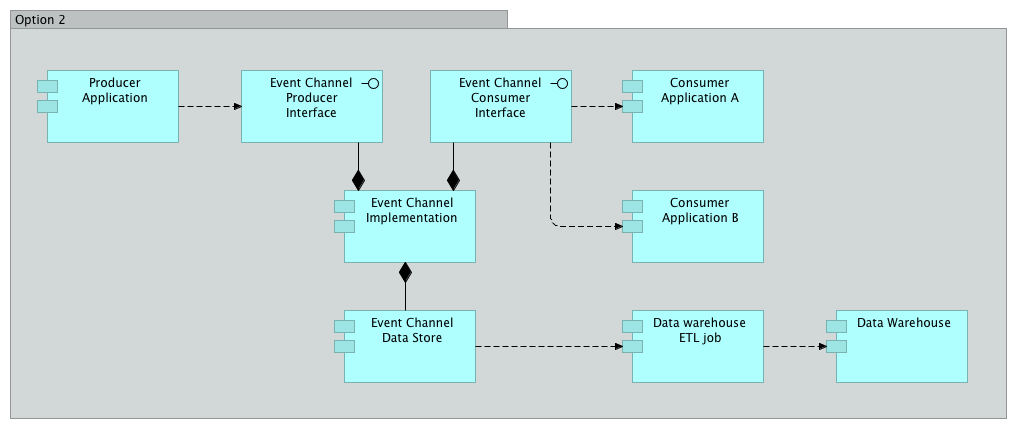 Option 2
Producer
Application
Event Channel
Producer
Interface
Event Channel
Consumer
Interface
Consumer
Application A
Event Channel
Implementation
Consumer
Application B
Event Channel
Data Store
Data warehouse
ETL job
Data Warehouse